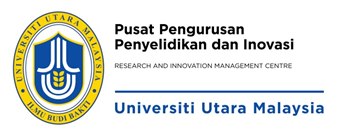 UNIVERSITI UTARA MALAYSIA
ILMU BUDI BAKTI
Pusat Pengurusan
Penyelidikan dan Inovasi
RESEARCH AND INNOVATION MANAGEMENT CENTRE
Universiti Utara Malaysia